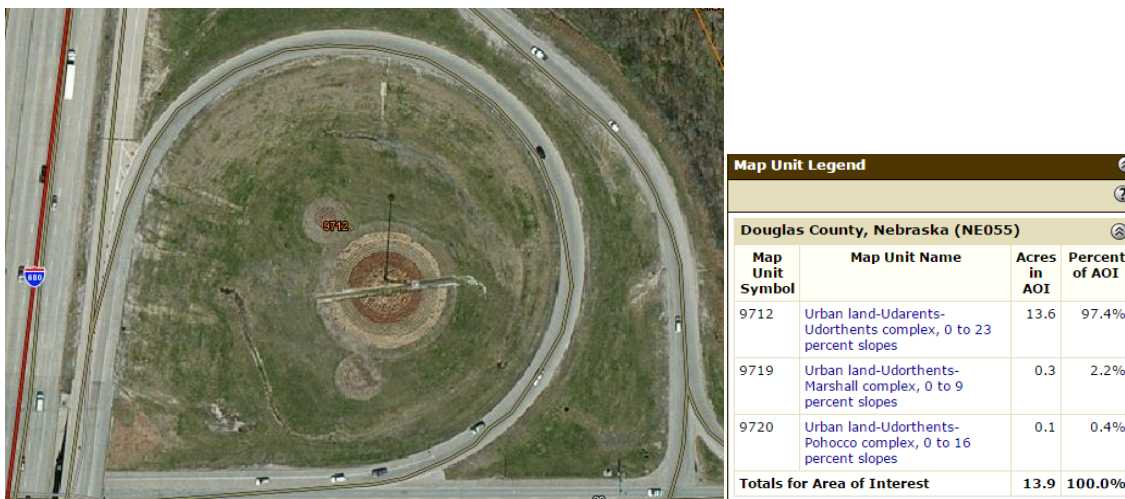 9712
680
Map Unit Legend
Douglas County, Nebraska (NE055)
Map Unit Symbol
Map Unit Name
Acres in AOI
Percent of AOI
9712
Urban land-Udarents-
Udorthents complex, 0 to 23
percent slopes
13.6
97.4%
9719
Urban land-Udorthents-
Marshall complex, 0 to 9
percent slopes
0.3
2.2%
9720
Urban land-Udorthents-
Pohocco complex, 0 to 16
percent slopes
0.1
0.4%
Totals for Area of Interest
13.9
100.0%